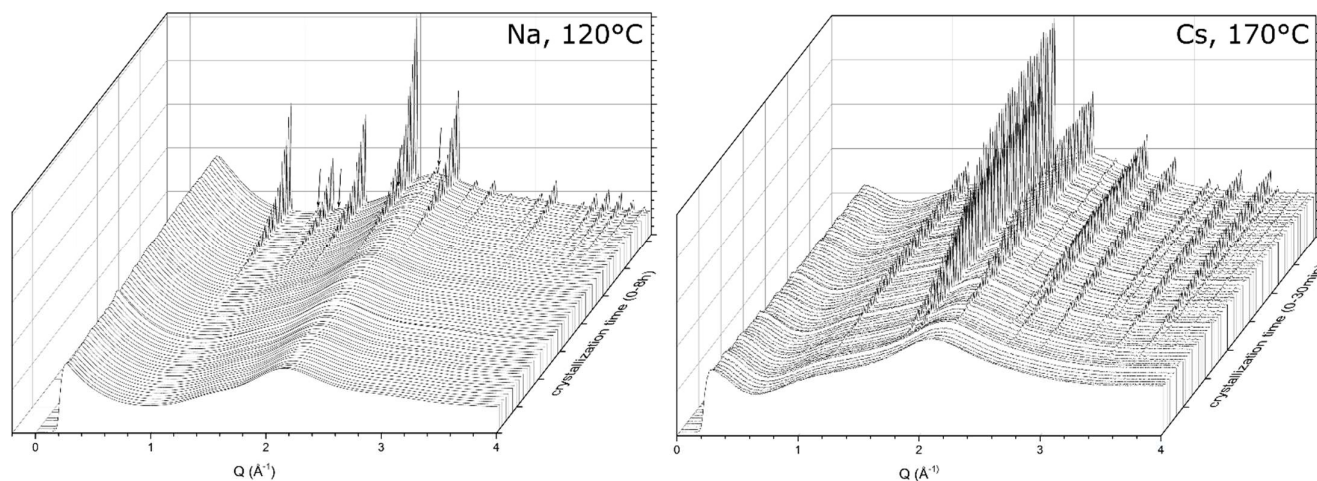 Na, 120°C
0
1
2
3
4
Q (Å⁻¹)
crystallization time (0-8h)
Cs, 170°C
0
1
2
3
4
Q (Å⁻¹)
crystallization time (0-30min